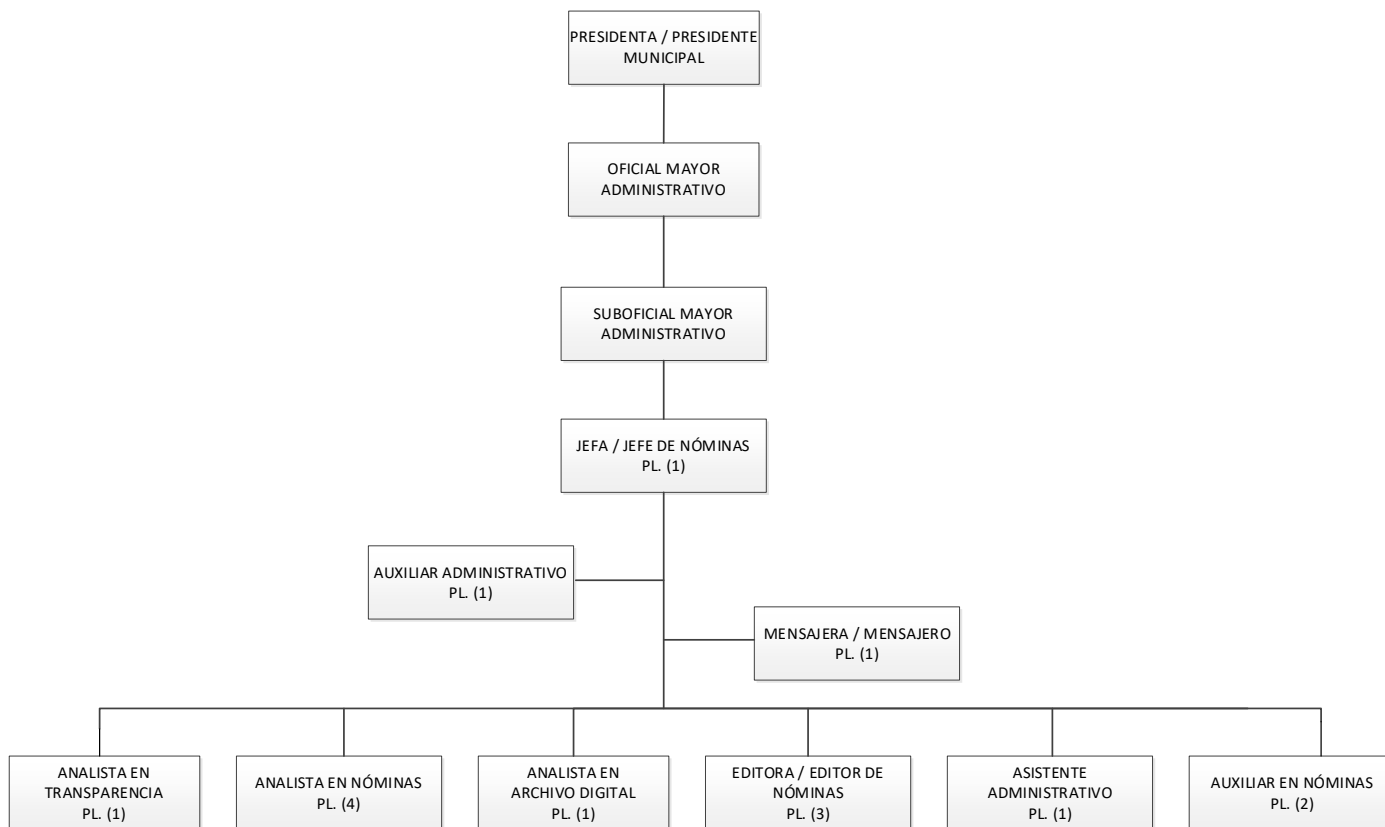 PRESIDENTA / PRESIDENTE
MUNICIPAL
OFICIAL MAYOR
ADMINISTRATIVO
SUBOFICIAL MAYOR
ADMINISTRATIVO
JEFA / JEFE DE NÓMINAS
PL. (1)
AUXILIAR ADMINISTRATIVO
PL. (1)
MENSAJERA / MENSAJERO
PL. (1)
ANALISTA EN
TRANSPARENCIA
PL. (1)
ANALISTA EN NÓMINAS
PL. (4)
ANALISTA EN
ARCHIVO DIGITAL
PL. (1)
EDITORA / EDITOR DE
NÓMINAS
PL. (3)
ASISTENTE
ADMINISTRATIVO
PL. (1)
AUXILIAR EN NÓMINAS
PL. (2)